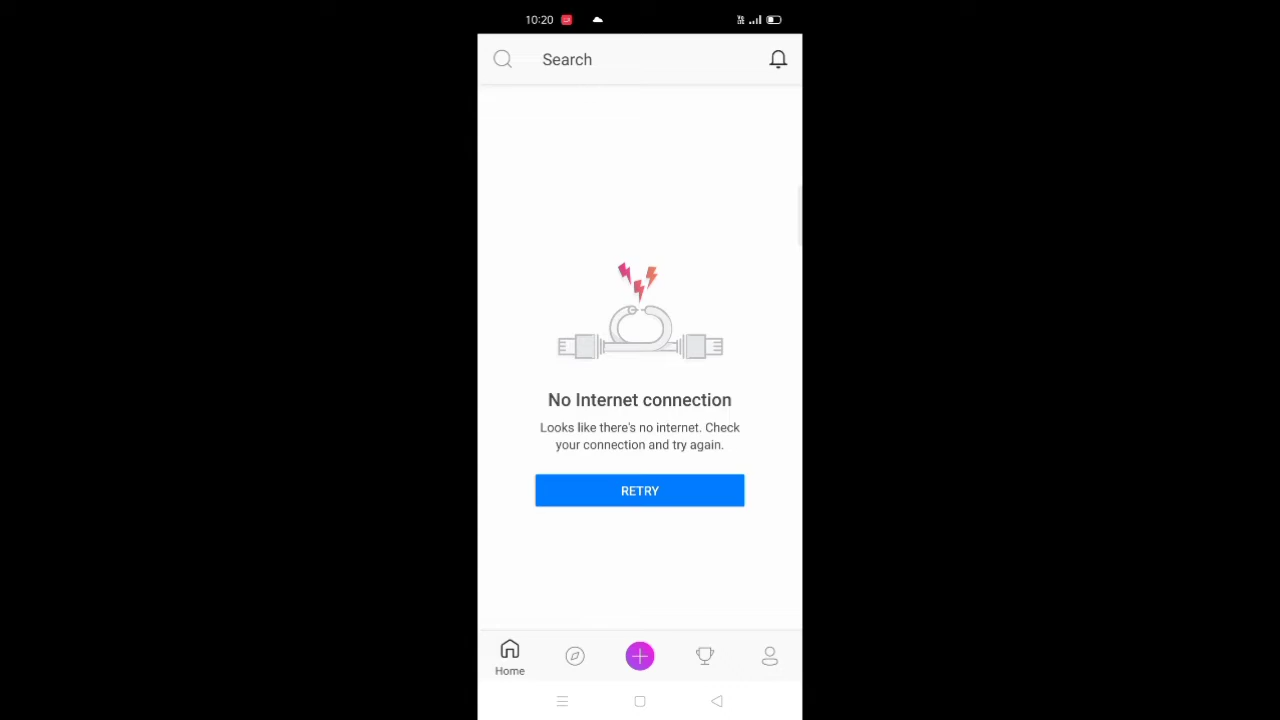 10:20
Search
No Internet connection
Looks like there's no internet. Check
your connection and try again.
RETRY
Home